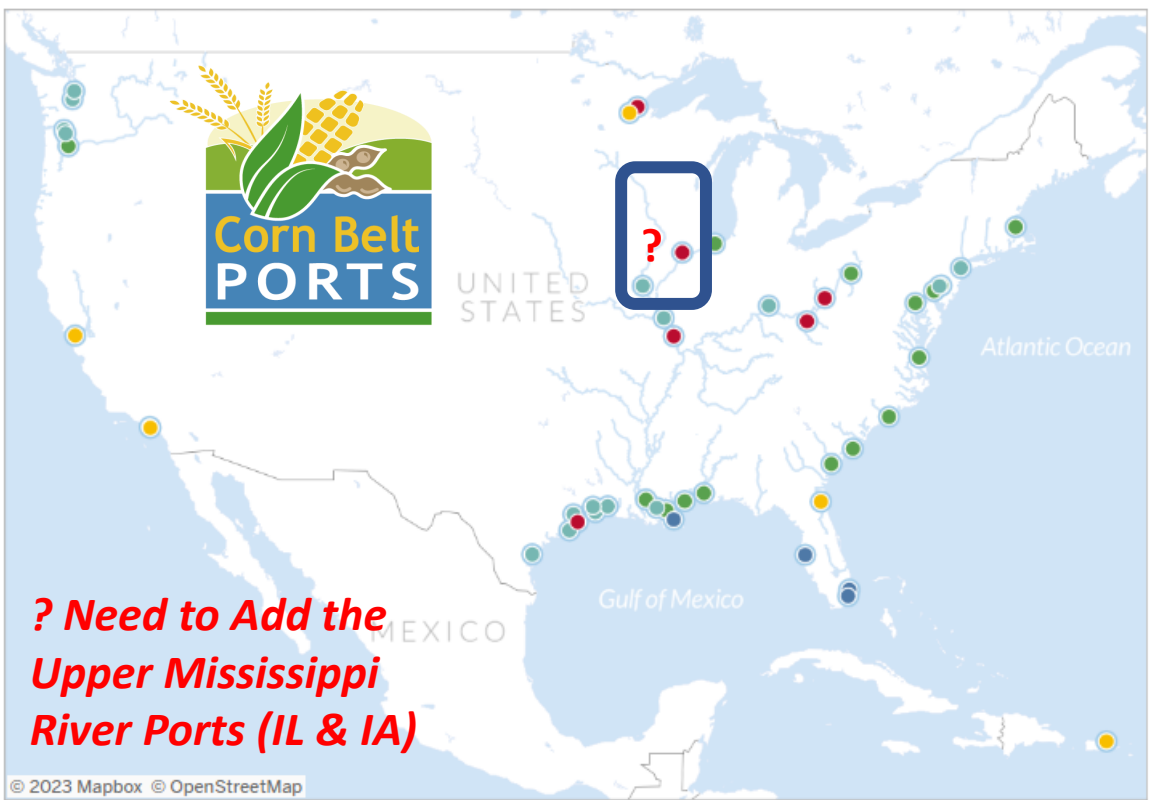 Corn Belt
PORTS
UNITED
STATES
?
Atlantic Ocean
Gulf of Mexico
MEXICO
? Need to Add the
Upper Mississippi
River Ports (IL & IA)
© 2023 Mapbox © OpenStreetMap